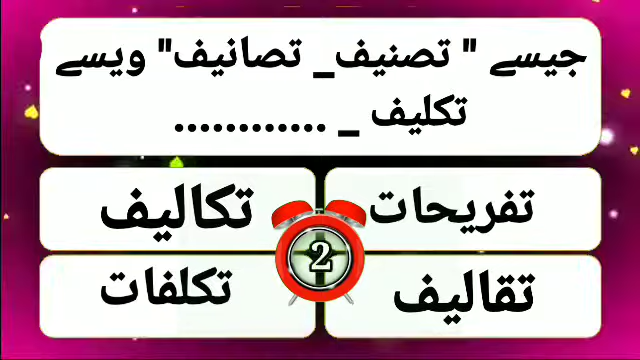 جیسے " تصنیف_ تصانیف" ویسے
تکلیف _ ............
تفریحات
تکالیف
2
تقالیف
تکلفات